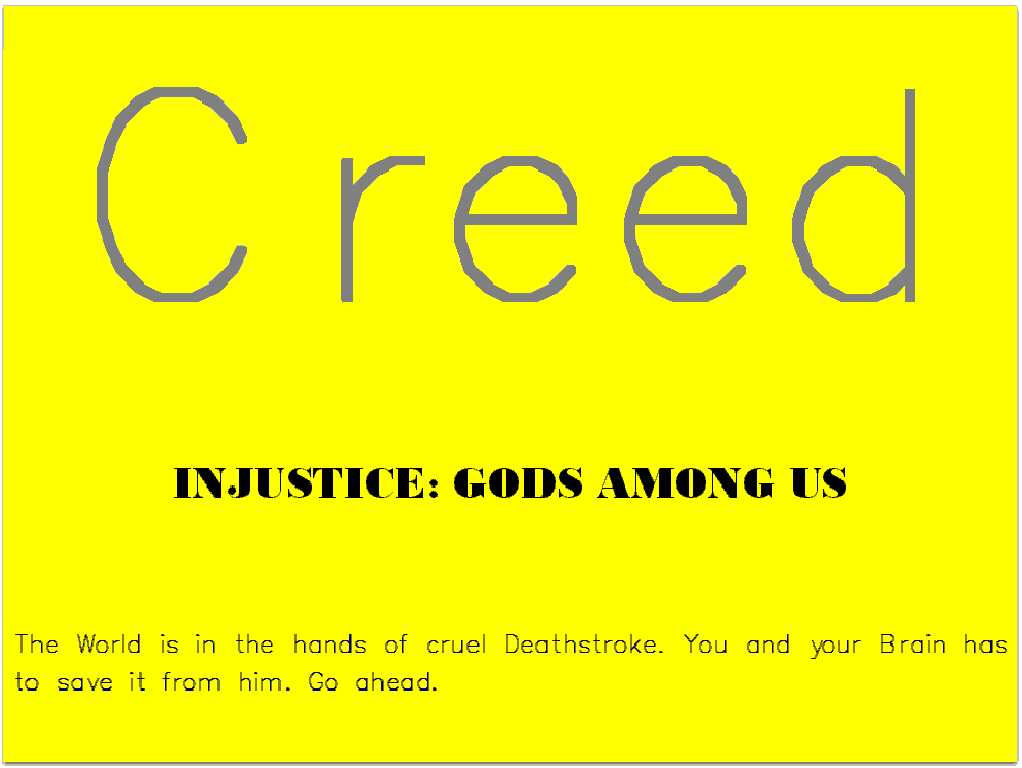 Creed
INJUSTICE: GODS AMONG US
The World is in the hands of cruel Deathstroke. You and your Brain has
to save it from him. Go ahead.